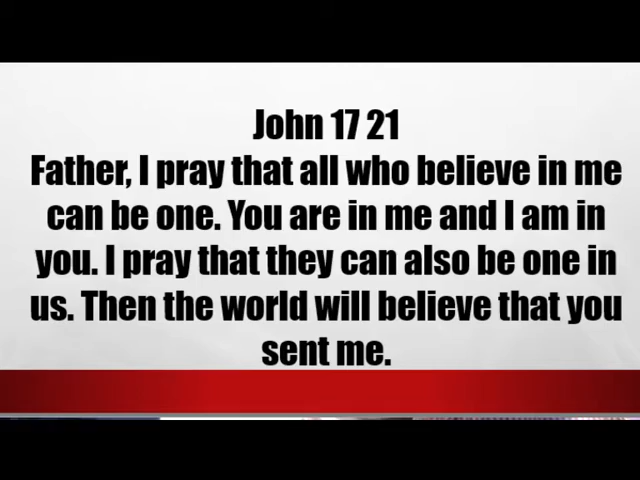 John 17 21
Father, I pray that all who believe in me
can be one. You are in me and I am in
you. I pray that they can also be one in
us. Then the world will believe that you
sent me.